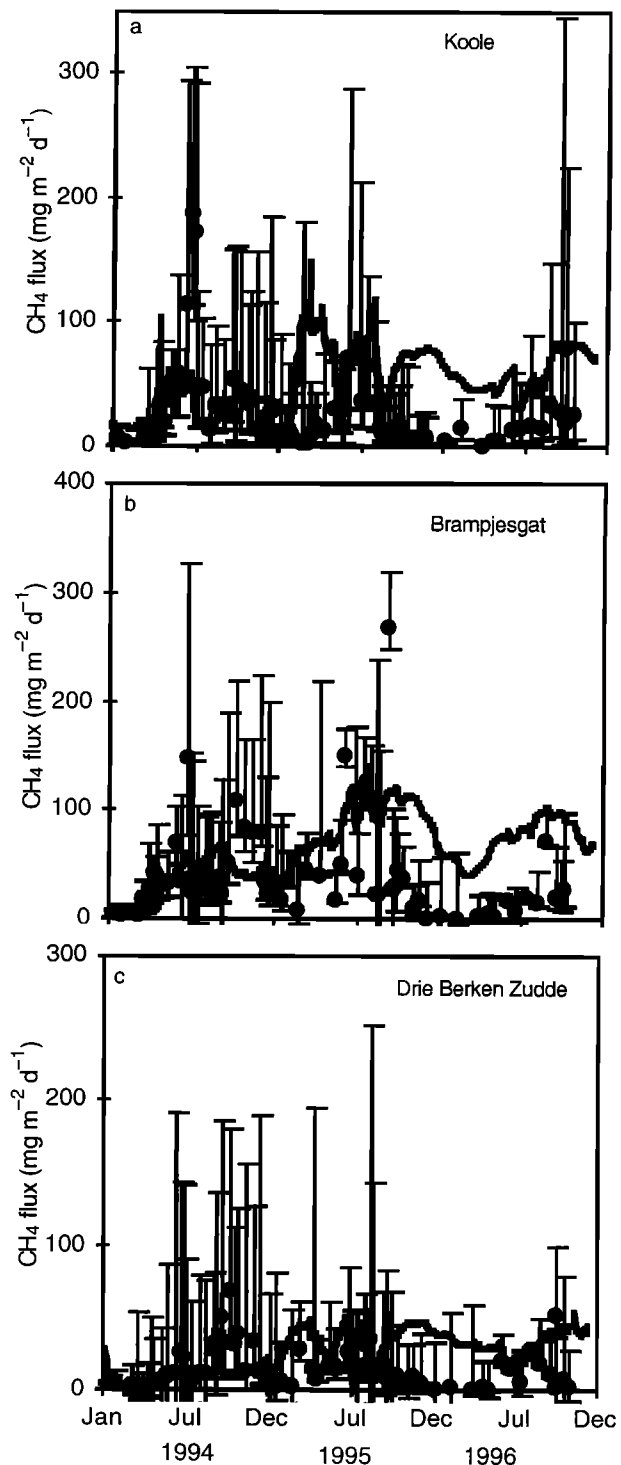 a
Koole
300
200
100
0
CH₄ flux (mg m⁻² d⁻¹)
b
Brampjesgat
400
300
200
100
0
CH₄ flux (mg m⁻² d⁻¹)
c
Drie Berken Zudde
300
200
100
0
CH₄ flux (mg m⁻² d⁻¹)
Jan Jul Dec Jul Dec Jul Dec
1994 1995 1996